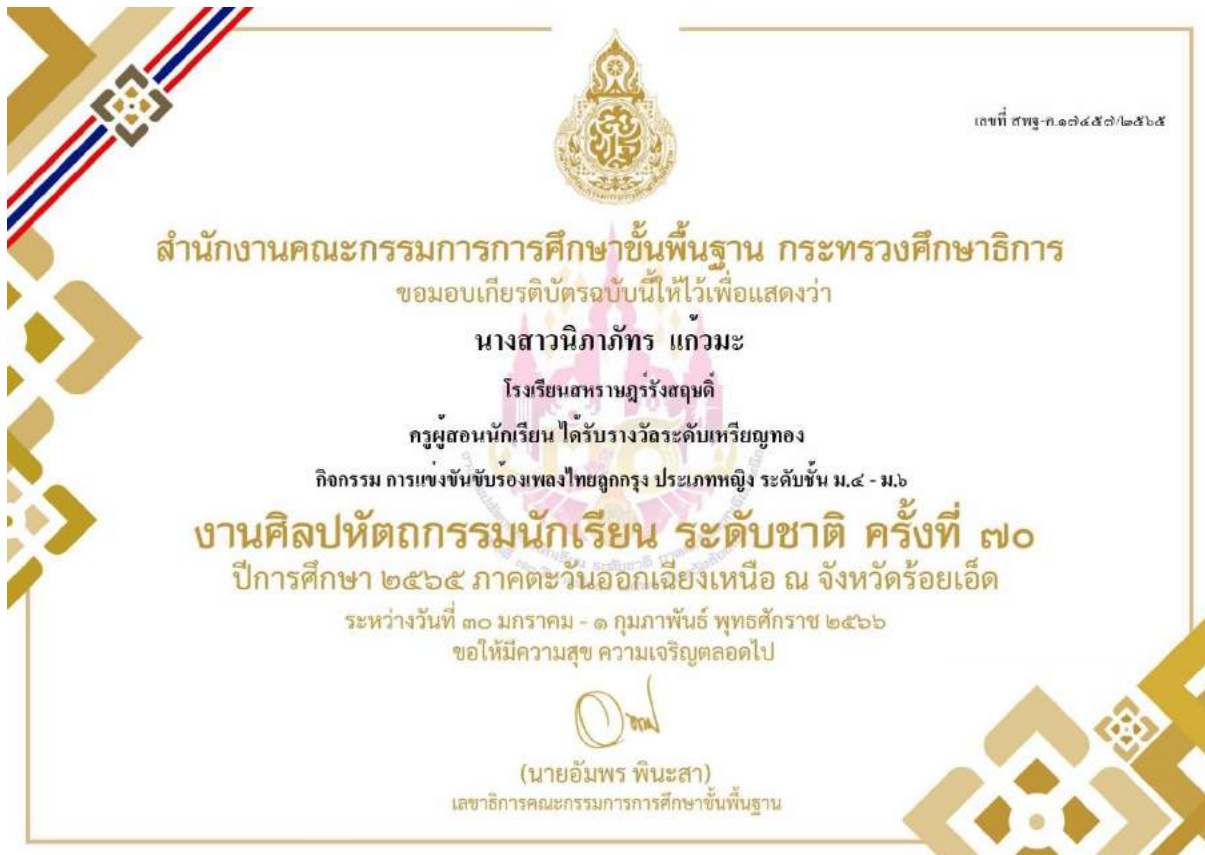 เลขที่ สพฐ-ค.๑๗๔๕๗/๒๕๖๕
สำนักงานคณะกรรมการการศึกษาขั้นพื้นฐาน กระทรวงศึกษาธิการ
ขอมอบเกียรติบัตรฉบับนี้ให้ไว้เพื่อแสดงว่า
นางสาวนิภาภัทร แก้วมะ
โรงเรียนสหราษฎร์รังสฤษดิ์
ครูผู้สอนนักเรียน ได้รับรางวัลระดับเหรียญทอง
กิจกรรม การแข่งขันขับร้องเพลงไทยลูกกรุง ประเภทหญิง ระดับชั้น ม.๔ - ม.๖
งานศิลปหัตถกรรมนักเรียน ระดับชาติ ครั้งที่ ๗๐
ปีการศึกษา ๒๕๖๕ ภาคตะวันออกเฉียงเหนือ ณ จังหวัดร้อยเอ็ด
ระหว่างวันที่ ๓๐ มกราคม - ๑ กุมภาพันธ์ พุทธศักราช ๒๕๖๖
ขอให้มีความสุข ความเจริญตลอดไป
(นายอัมพร พินะสา)
เลขาธิการคณะกรรมการการศึกษาขั้นพื้นฐาน